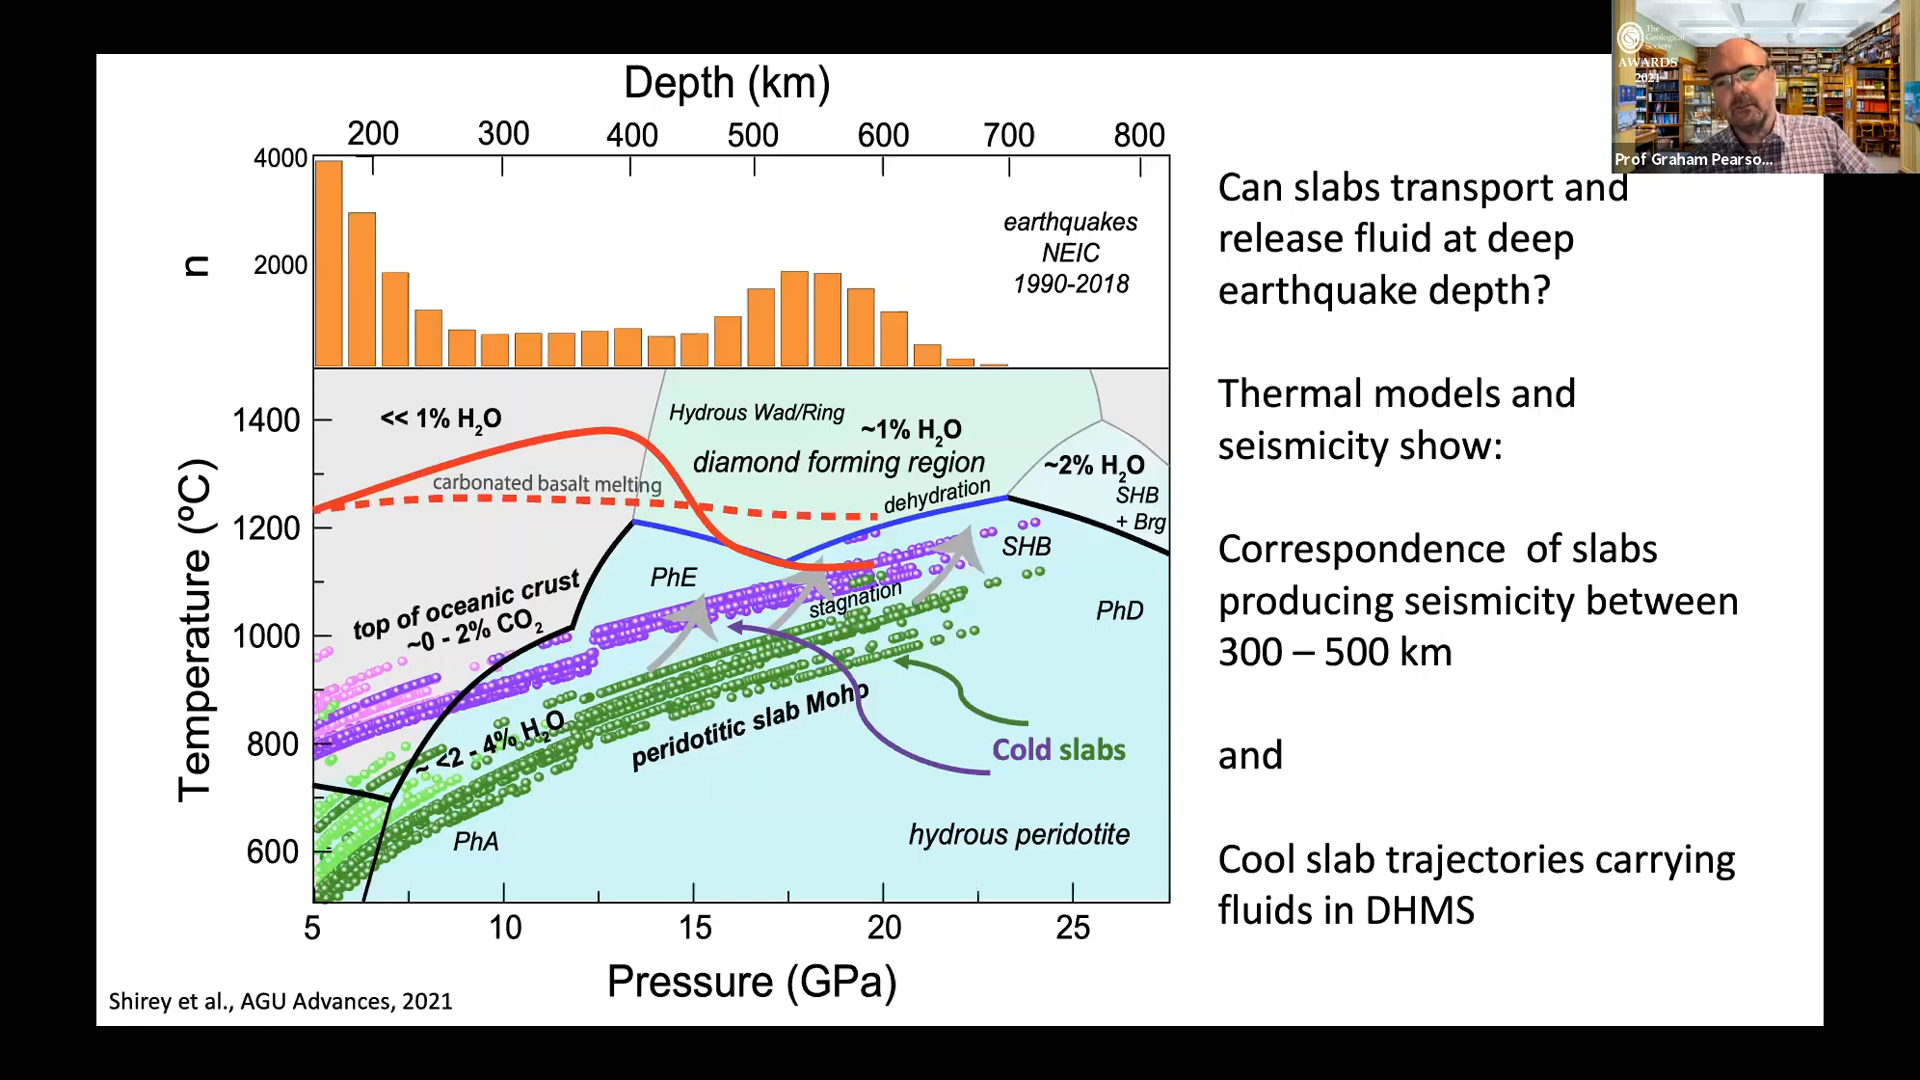 Depth (km)
200 300 400 500 600 700 800
4000
2000
n
earthquakes
NEIC
1990-2018
1400
1200
1000
800
600
Temperature (ºC)
<< 1% H2O
Hydrous Wad/Ring
~1% H2O
diamond forming region
~2% H2O
SHB
+ Brg
carbonated basalt melting
dehydration
SHB
PhE
stagnation
top of oceanic crust
~0 - 2% CO2
PhD
~ <2 - 4% H2O
peridotitic slab Moho
Cold slabs
PhA
hydrous peridotite
5 10 15 20 25
Pressure (GPa)
Shirey et al., AGU Advances, 2021
Can slabs transport and
release fluid at deep
earthquake depth?
Thermal models and
seismicity show:
Correspondence of slabs
producing seismicity between
300 – 500 km
and
Cool slab trajectories carrying
fluids in DHMS
The
Geological
Society
AWARDS
2021
Prof Graham Pearso...